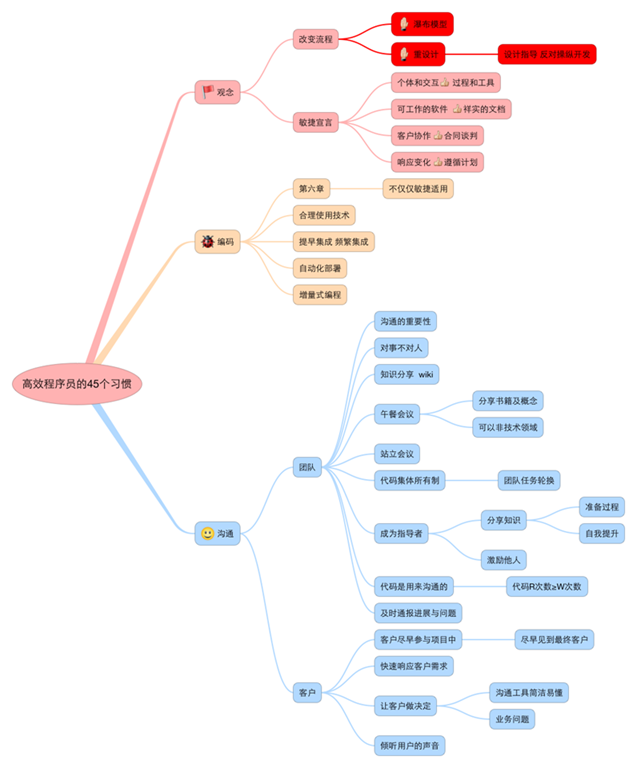 高效程序员的45个习惯
观念
改变流程
瀑布模型
重设计
设计指导 反对操纵开发
敏捷宣言
个体和交互 过程和工具
可工作的软件 祥实的文档
客户协作 合同谈判
响应变化 遵循计划
编码
第六章
不仅仅敏捷适用
合理使用技术
提早集成 频繁集成
自动化部署
增量式编程
沟通
团队
沟通的重要性
对事不对人
知识分享 wiki
午餐会议
分享书籍及概念
可以非技术领域
站立会议
代码集体所有制
团队任务轮换
成为指导者
分享知识
准备过程
自我提升
激励他人
代码是用来沟通的
代码R次数≥W次数
及时通报进展与问题
客户
客户尽早参与项目中
尽早见到最终客户
快速响应客户需求
让客户做决定
沟通工具简洁易懂
业务问题
倾听用户的声音